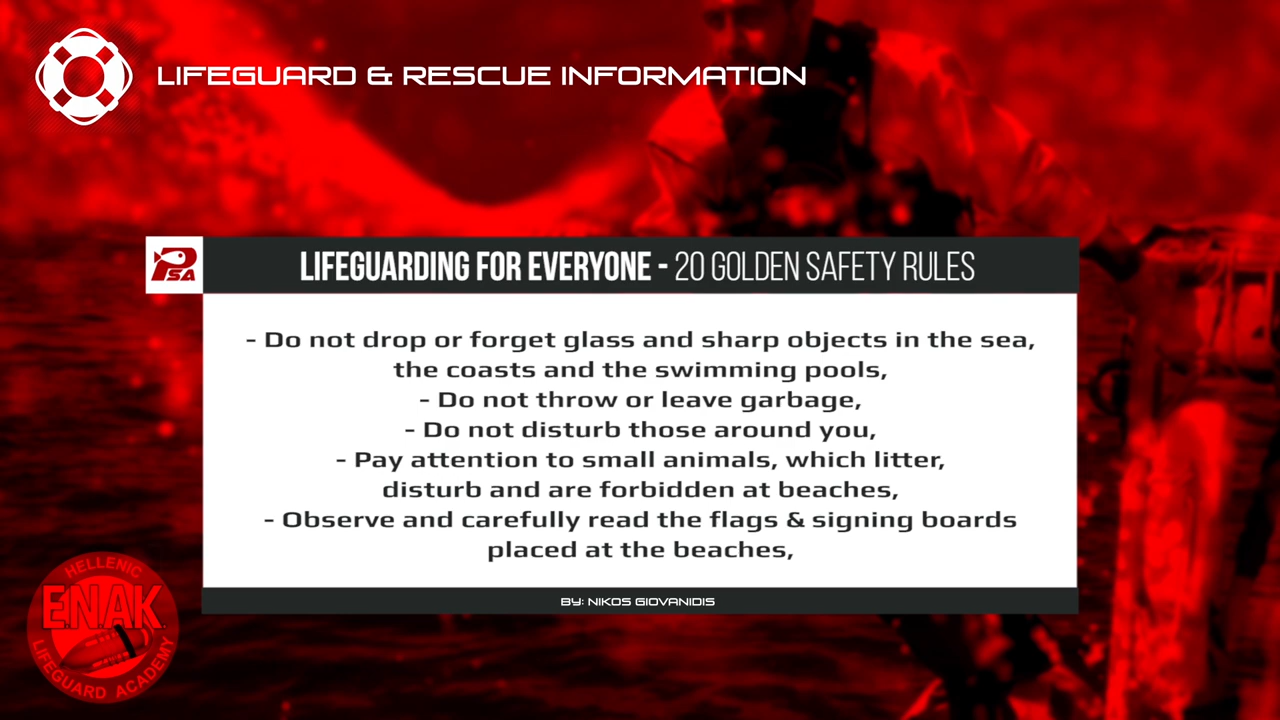 LIFEGUARD & RESCUE INFORMATION
PSA
LIFEGUARDING FOR EVERYONE - 20 GOLDEN SAFETY RULES
- Do not drop or forget glass and sharp objects in the sea,
the coasts and the swimming pools,
- Do not throw or leave garbage,
- Do not disturb those around you,
- Pay attention to small animals, which litter,
disturb and are forbidden at beaches,
- Observe and carefully read the flags & signing boards
placed at the beaches,
BY: NIKOS GIOVANIDIS
HELLENIC
E.N.A.K.
LIFEGUARD ACADEMY